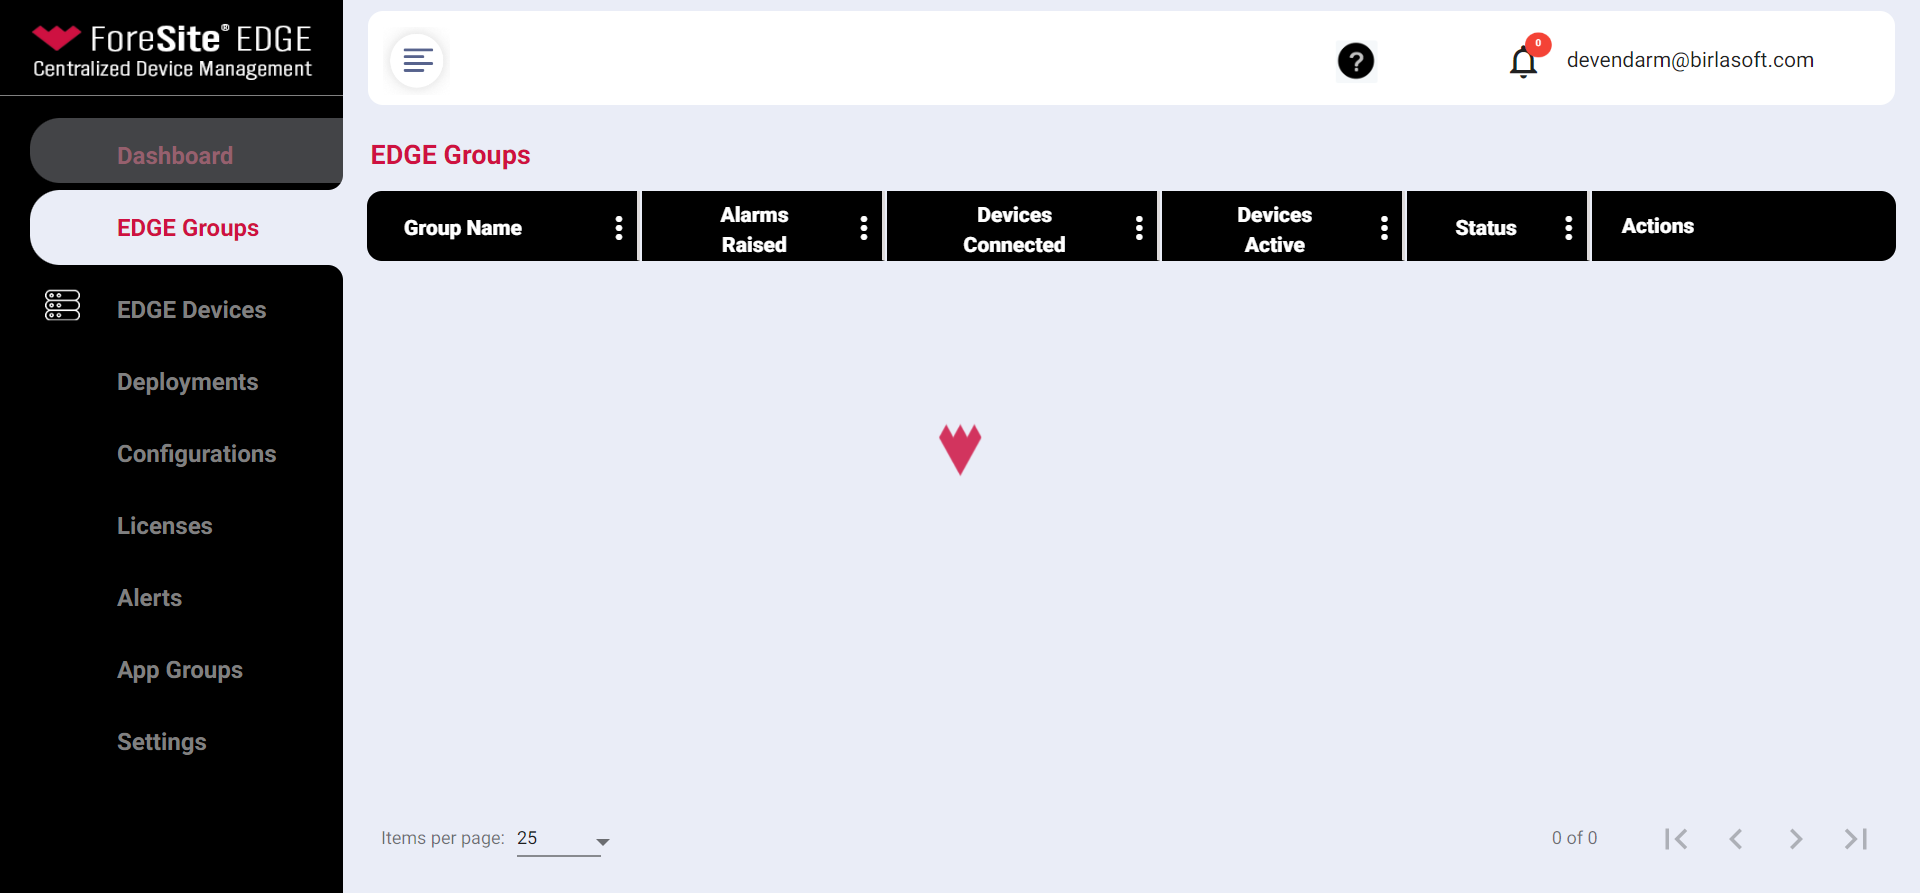 ForeSite® EDGE
Centralized Device Management
0
devendarm@birlasoft.com
Dashboard
EDGE Groups
EDGE Devices
Deployments
Configurations
Licenses
Alerts
App Groups
Settings
EDGE Groups
Group Name
Alarms
Raised
Devices
Connected
Devices
Active
Status
Actions
Items per page: 25
0 of 0